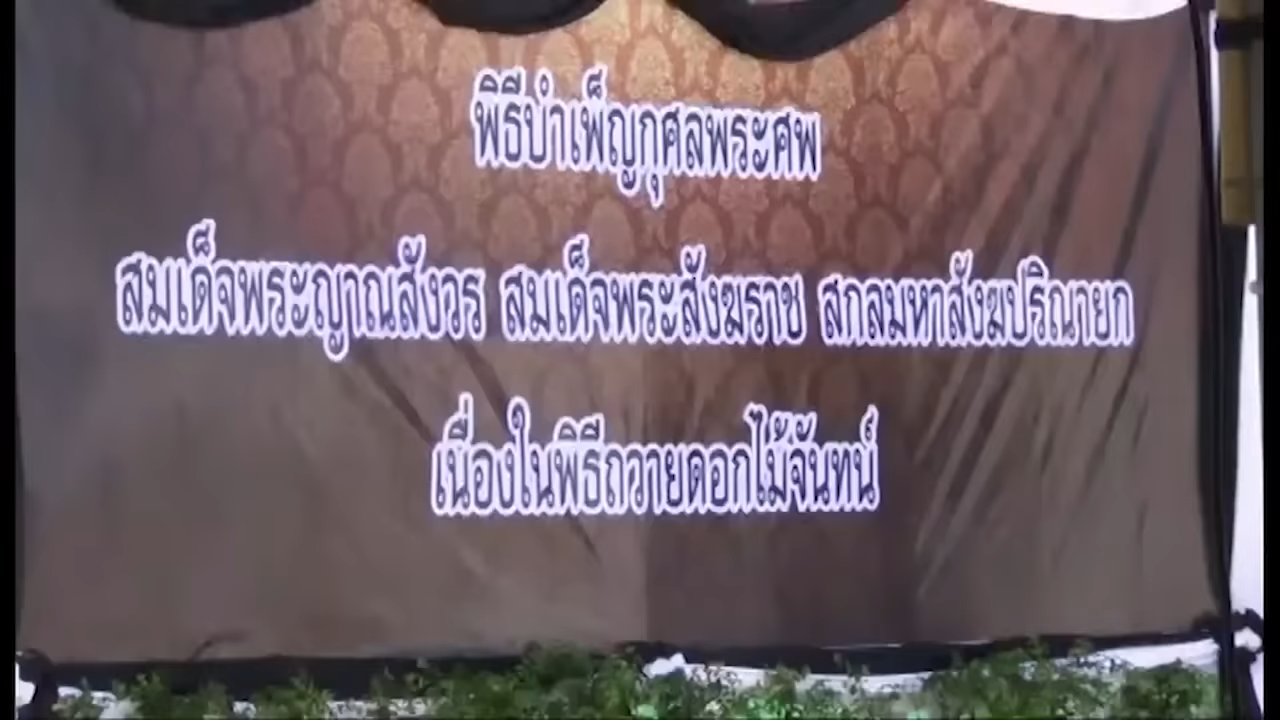 พิธีบำเพ็ญกุศลพระศพ
สมเด็จพระญาณสังวร สมเด็จพระสังฆราช สกลมหาสังฆปริณายก
เนื่องในพิธีถวายดอกไม้จันทน์